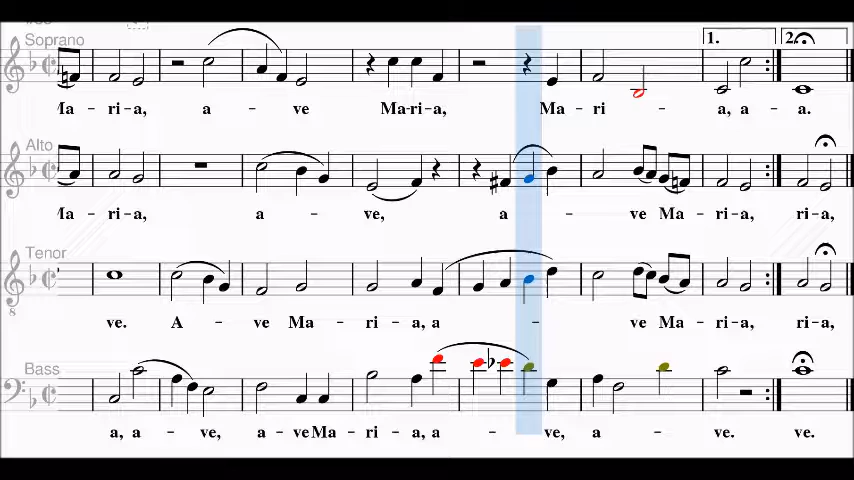 Soprano
1. 2.
Ma - ri - a, a - ve Ma-ri-a, Ma - ri - a, a - a.
Alto
Ma - ri - a, a - ve, a - ve Ma - ri - a, ri - a,
Tenor
8
ve. A - ve Ma - ri - a, a - ve Ma - ri - a, ri - a,
Bass
a, a - ve, a - ve Ma - ri - a, a - ve, a - ve. ve.